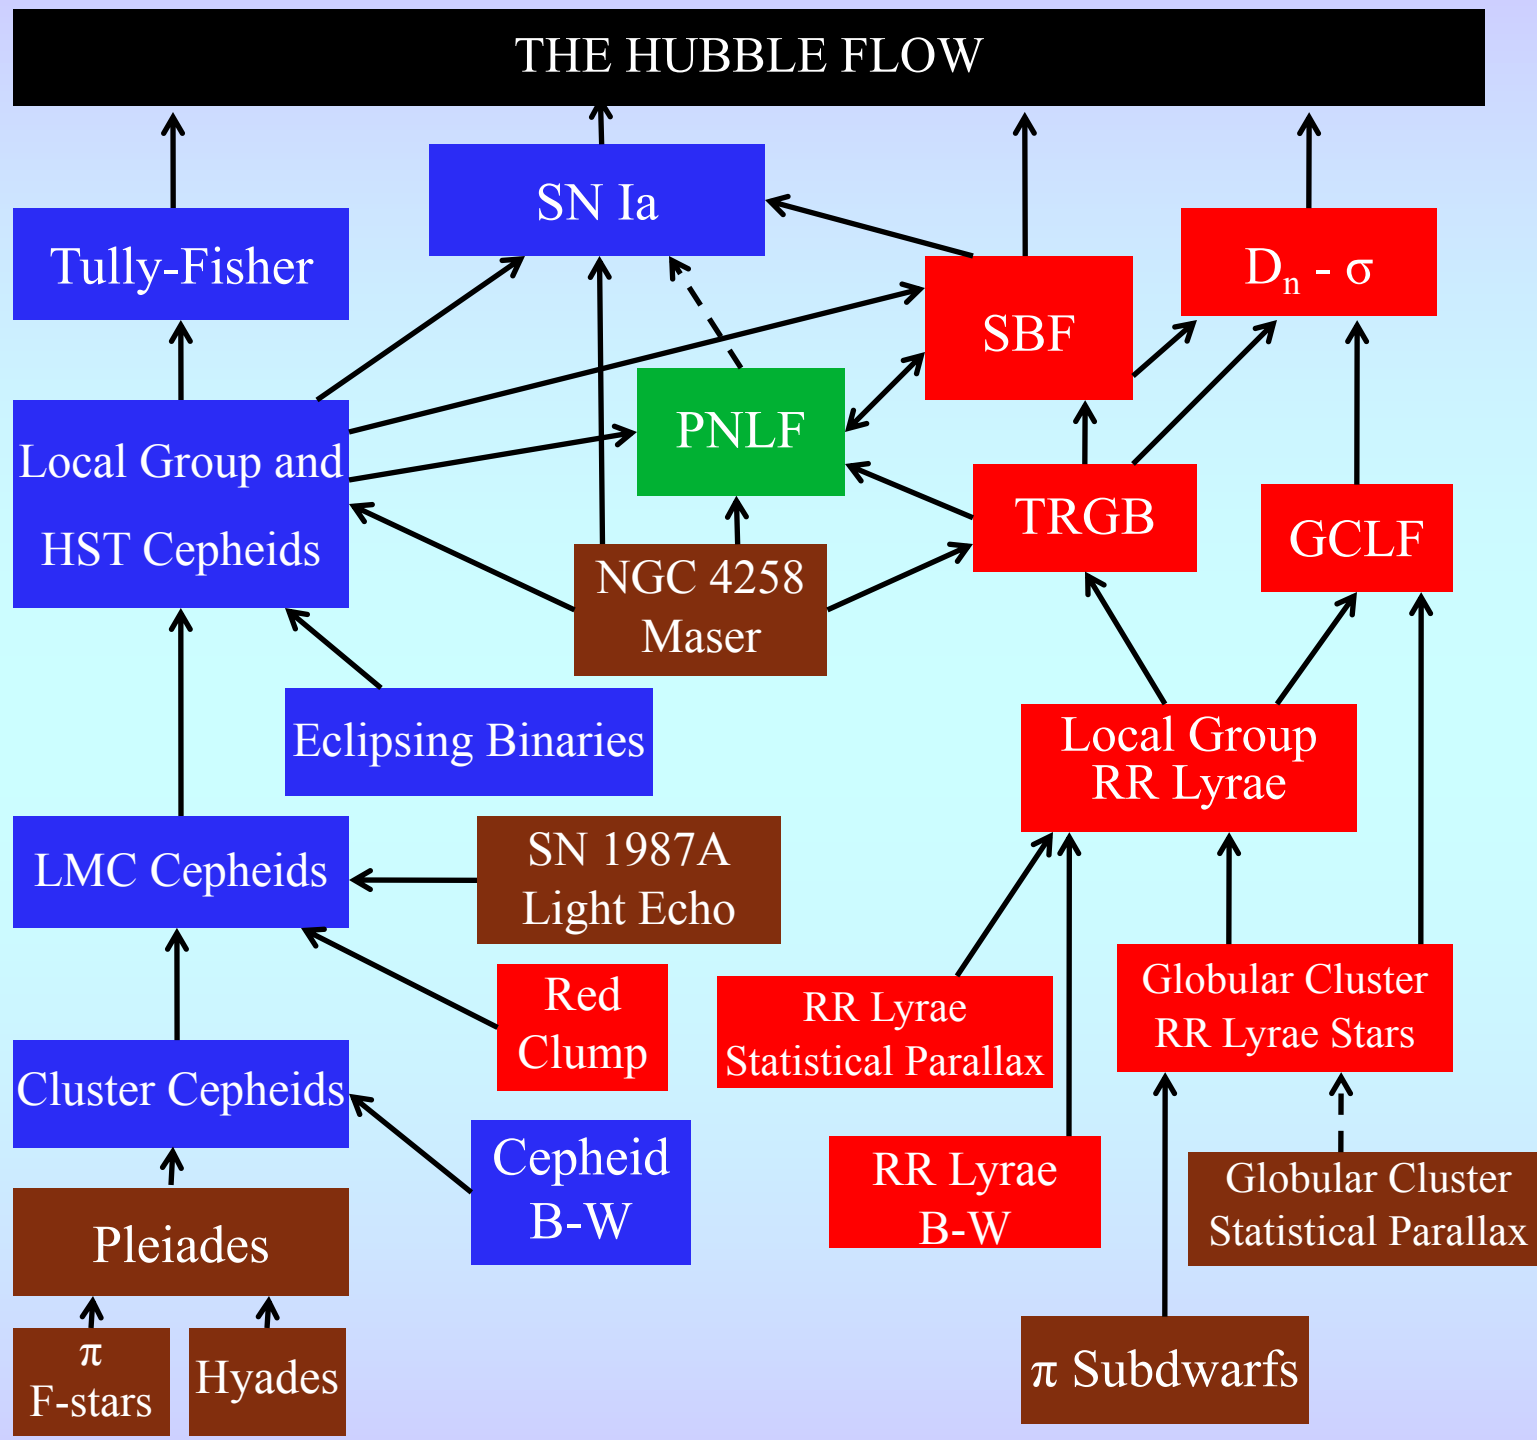 THE HUBBLE FLOW
SN Ia
Tully-Fisher
Dn - σ
SBF
PNLF
Local Group and
HST Cepheids
TRGB
GCLF
NGC 4258
Maser
Eclipsing Binaries
Local Group
RR Lyrae
LMC Cepheids
SN 1987A
Light Echo
Red
Clump
RR Lyrae
Statistical Parallax
Globular Cluster
RR Lyrae Stars
Cluster Cepheids
Cepheid
B-W
RR Lyrae
B-W
Globular Cluster
Statistical Parallax
Pleiades
π
F-stars
Hyades
π Subdwarfs